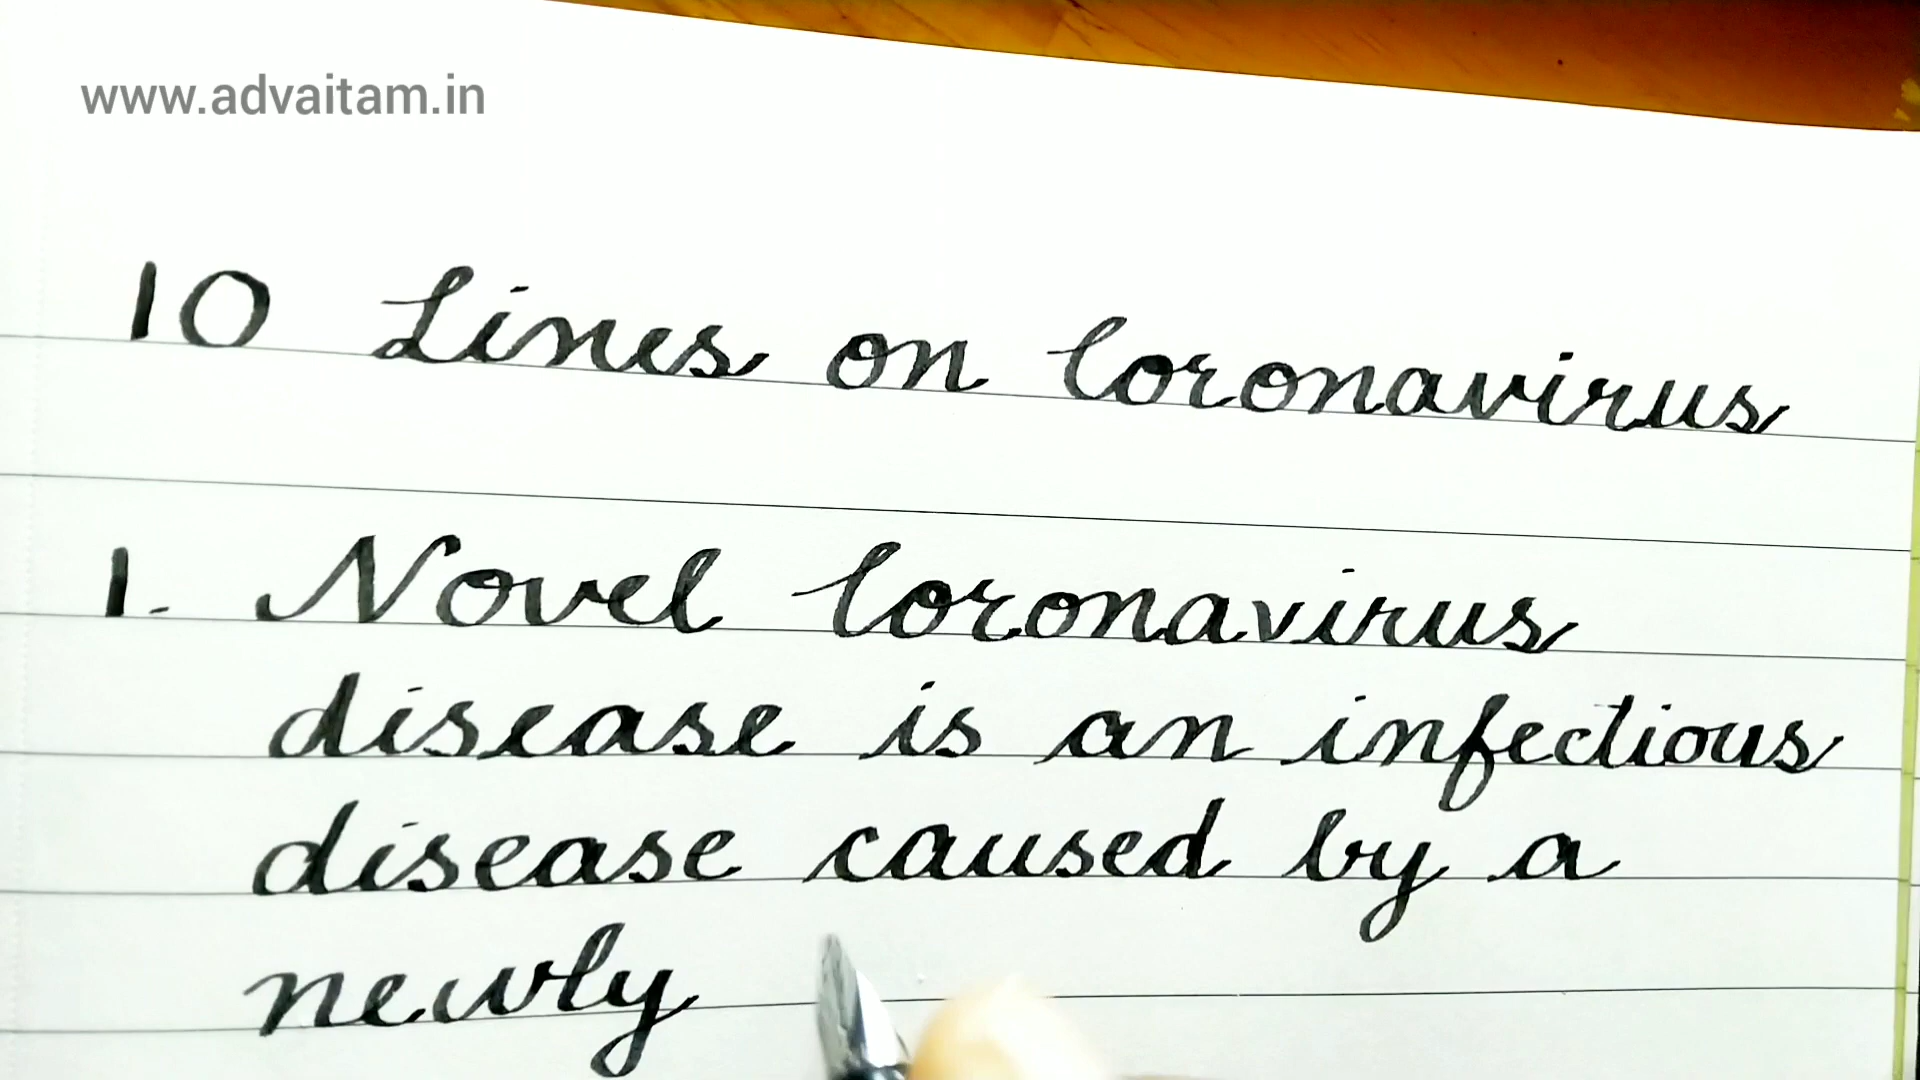 www.advaitam.in
10 Lines on Coronavirus
1. Novel Coronavirus
disease is an infectious
disease caused by a
newly